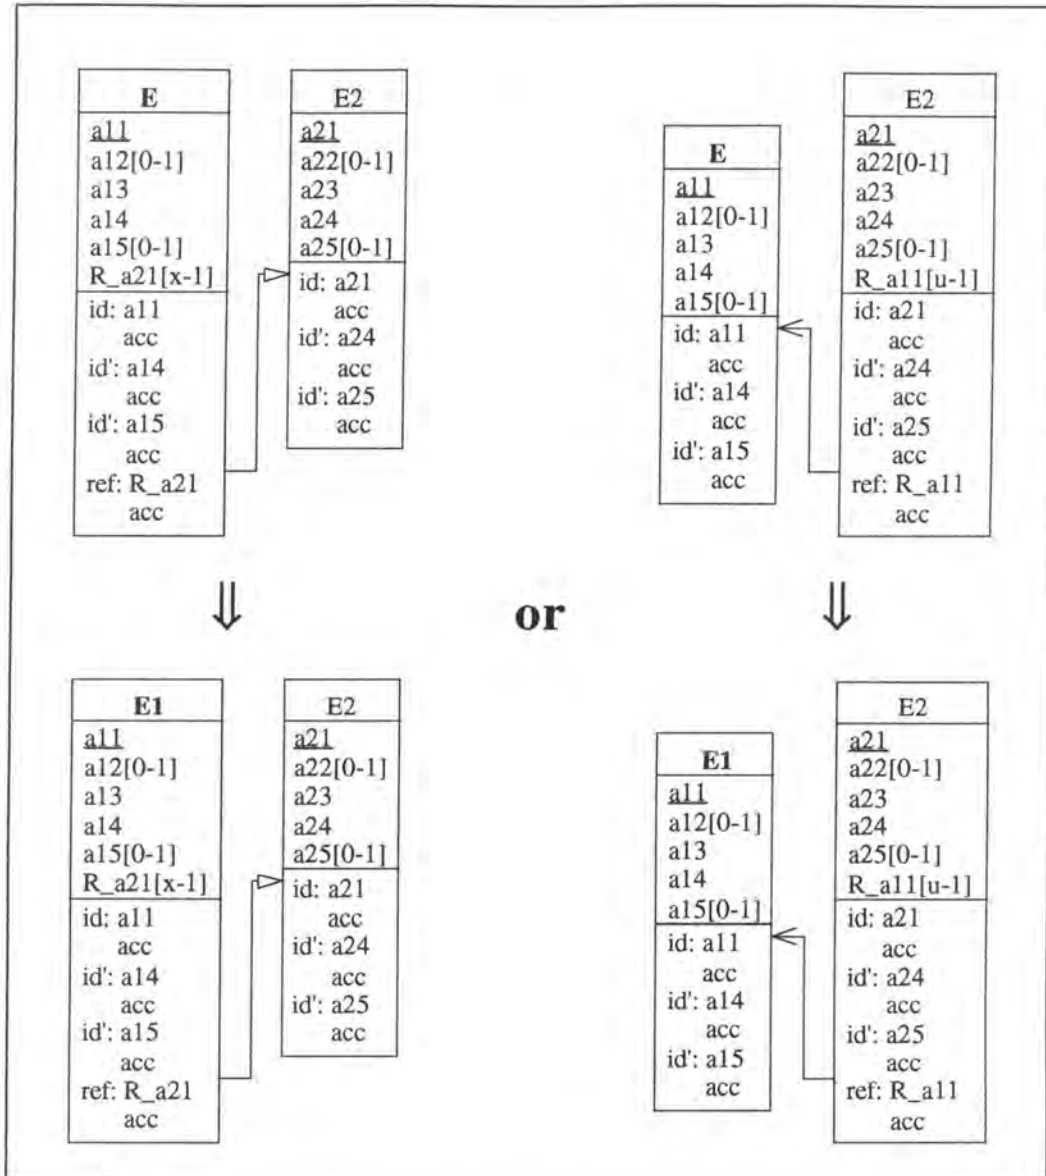 E
a11
a12[0-1]
a13
a14
a15[0-1]
R_a21[x-1]
id: a11
acc
id': a14
acc
id': a15
acc
ref: R_a21
acc
E2
a21
a22[0-1]
a23
a24
a25[0-1]
id: a21
acc
id': a24
acc
id': a25
acc
E
a11
a12[0-1]
a13
a14
a15[0-1]
id: a11
acc
id': a14
acc
id': a15
acc
E2
a21
a22[0-1]
a23
a24
a25[0-1]
R_a11[u-1]
id: a21
acc
id': a24
acc
id': a25
acc
ref: R_a11
acc
⇓
or
⇓
E1
a11
a12[0-1]
a13
a14
a15[0-1]
R_a21[x-1]
id: a11
acc
id': a14
acc
id': a15
acc
ref: R_a21
acc
E2
a21
a22[0-1]
a23
a24
a25[0-1]
id: a21
acc
id': a24
acc
id': a25
acc
E1
a11
a12[0-1]
a13
a14
a15[0-1]
id: a11
acc
id': a14
acc
id': a15
acc
E2
a21
a22[0-1]
a23
a24
a25[0-1]
R_a11[u-1]
id: a21
acc
id': a24
acc
id': a25
acc
ref: R_a11
acc